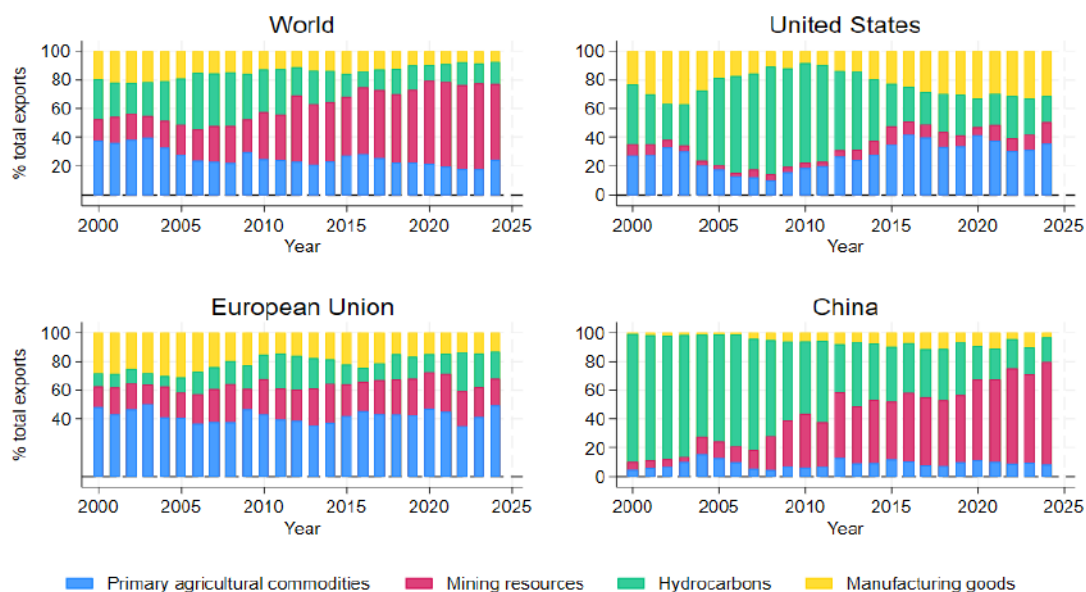 World
% total exports
100
80
60
40
20
2000 2005 2010 2015 2020 2025
Year
United States
100
80
60
40
20
0
2000 2005 2010 2015 2020 2025
Year
European Union
% total exports
100
80
60
40
2000 2005 2010 2015 2020 2025
Year
China
100
80
60
40
20
0
2000 2005 2010 2015 2020 2025
Year
Primary agricultural commodities Mining resources Hydrocarbons Manufacturing goods